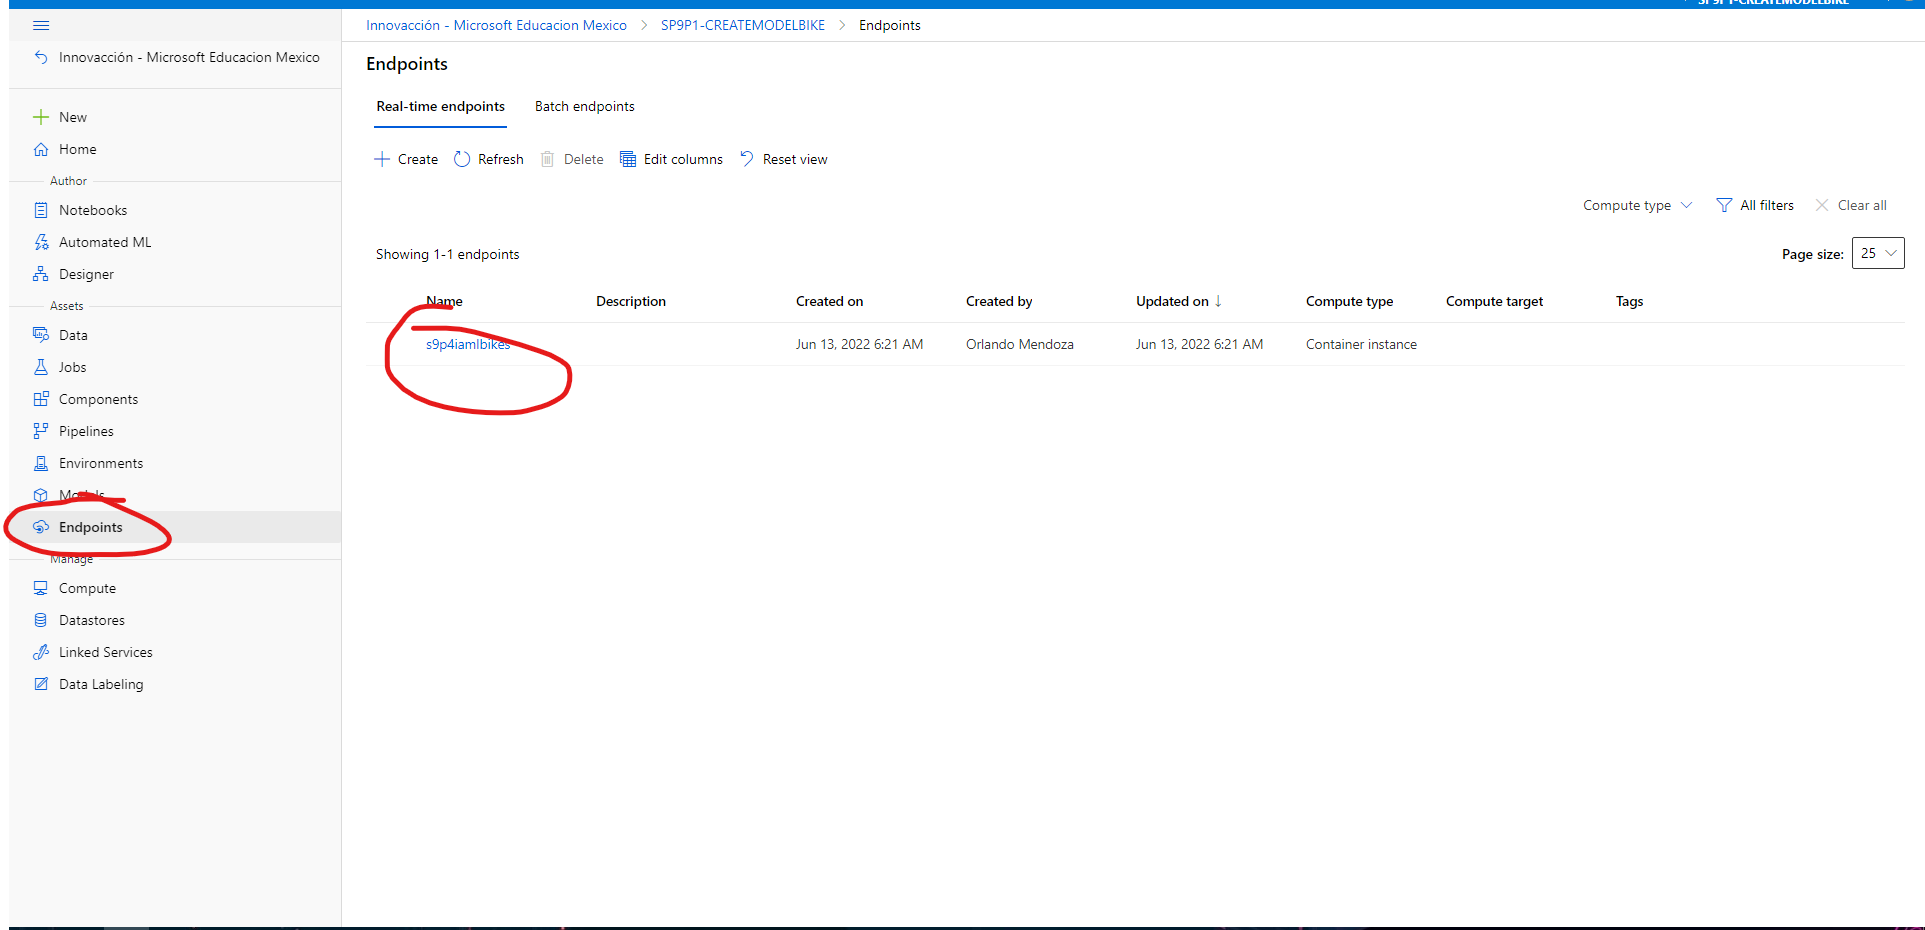 SP9P1-CREATEMODELBIKE
Innovacción - Microsoft Educacion Mexico
New
Home
Author
Notebooks
Automated ML
Designer
Assets
Data
Jobs
Components
Pipelines
Environments
Models
Endpoints
Manage
Compute
Datastores
Linked Services
Data Labeling
Innovacción - Microsoft Educacion Mexico > SP9P1-CREATEMODELBIKE > Endpoints
Endpoints
Real-time endpoints Batch endpoints
Create Refresh Delete Edit columns Reset view
Compute type All filters Clear all
Showing 1-1 endpoints Page size: 25
Name Description Created on Created by Updated on Compute type Compute target Tags
s9p4iamlbikes Jun 13, 2022 6:21 AM Orlando Mendoza Jun 13, 2022 6:21 AM Container instance